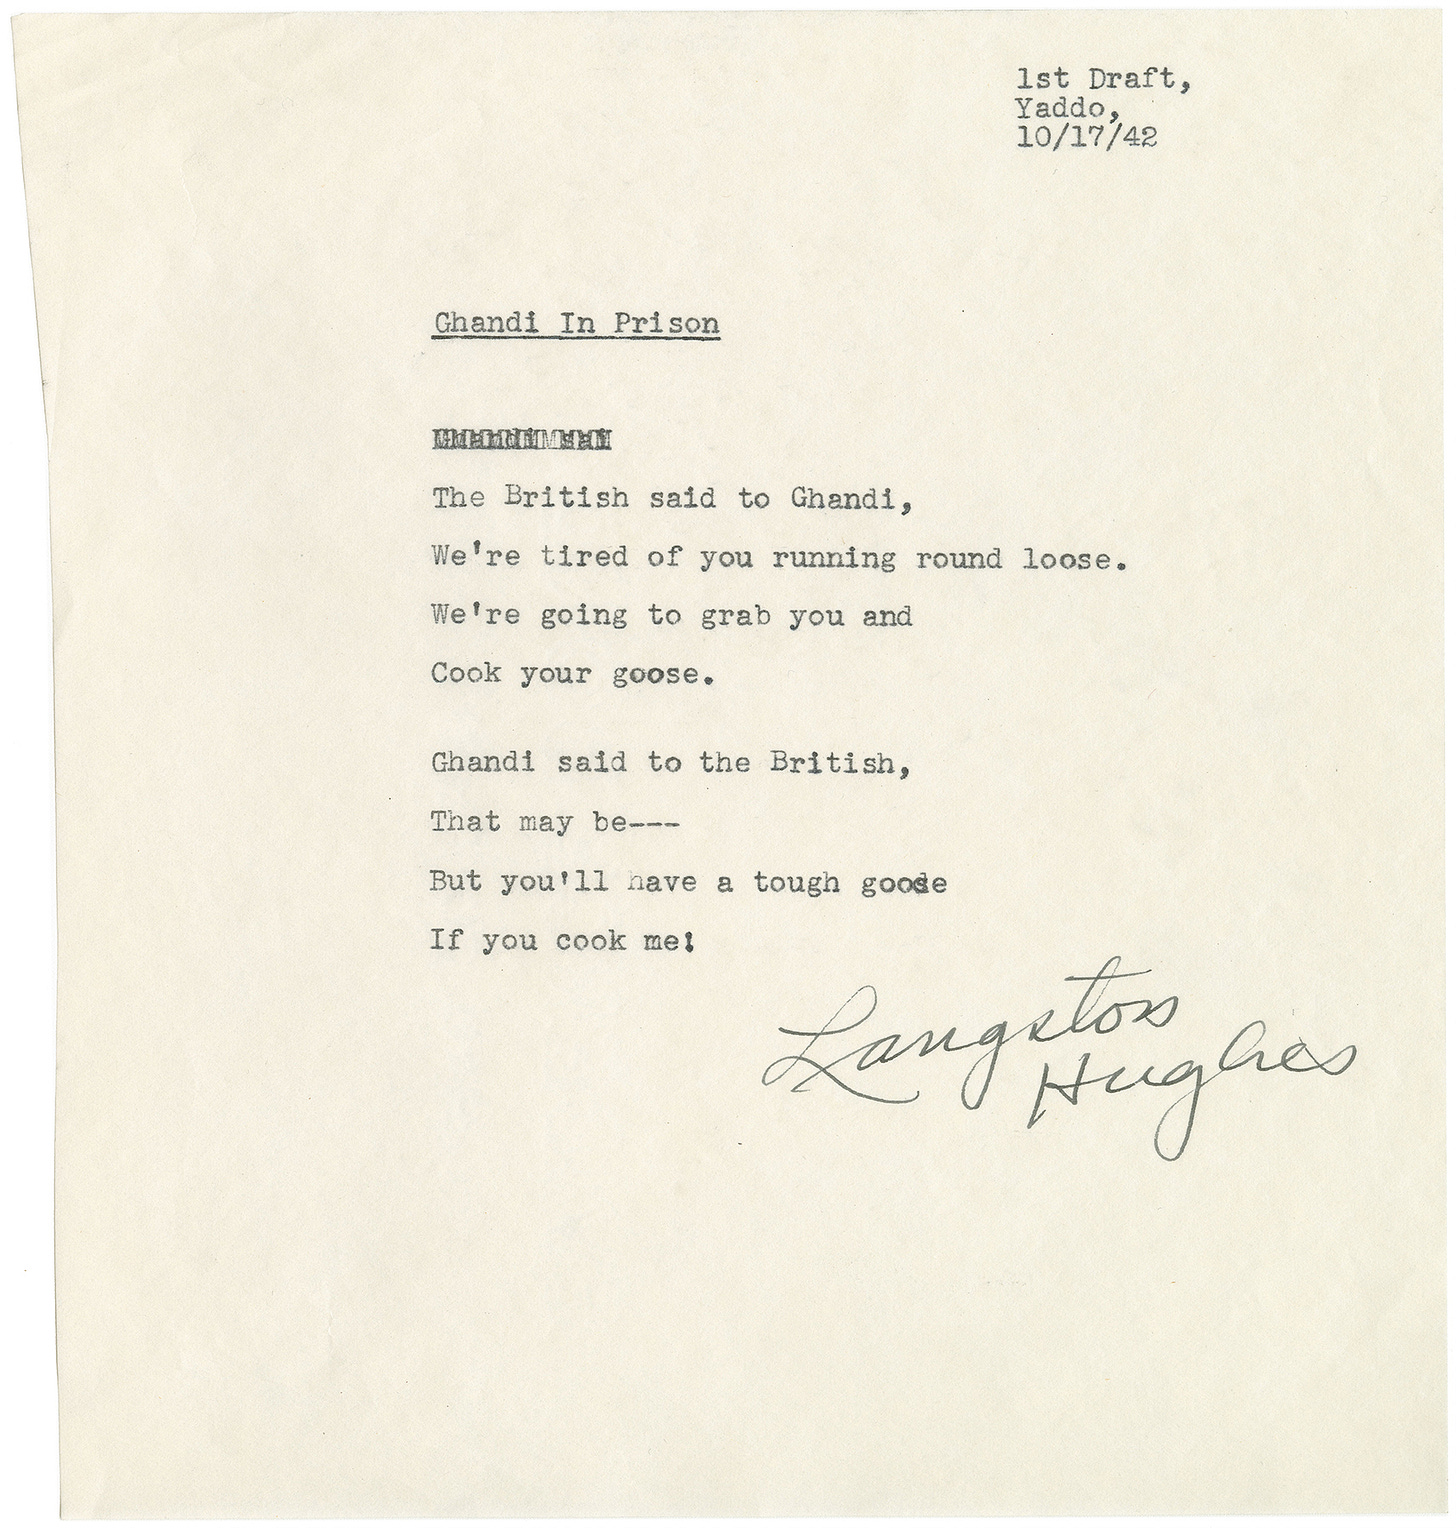 1st Draft,
Yaddo,
10/17/42
Ghandi In Prison
The British said to Ghandi,
We're tired of you running round loose.
We're going to grab you and
Cook your goose.
Ghandi said to the British,
That may be---
But you'll have a tough goose
If you cook me!
Langston
Hughes